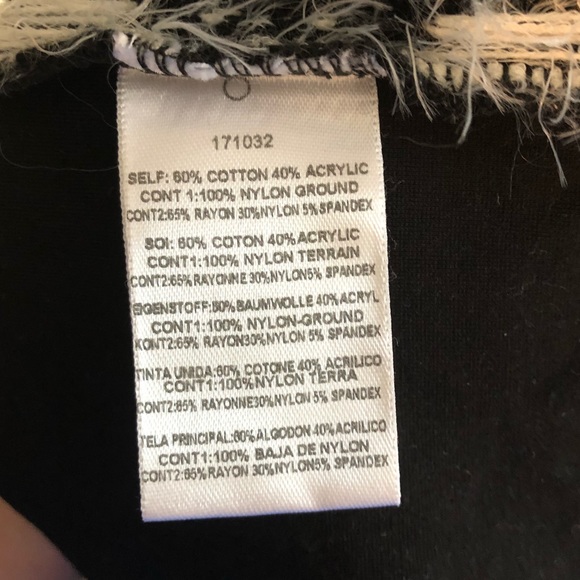 171032
SELF: 60% COTTON 40% ACRYLIC
CONT 1:100% NYLON GROUND
CONT2:65% RAYON 30%NYLON 5% SPANDEX
SOI: 60% COTON 40%ACRYLIC
CONT1:100% NYLON TERRAIN
CONT2:65%RAYONNE 30%NYLON5% SPANDEX
EIGENSTOFF:60%BAUMWOLLE 40%ACRYL
CONT1:100% NYLON-GROUND
KONT2:65% RAYON30%NYLON 5% SPANDEX
TINTA UNIDA:60% COTONE 40% ACRILICO
CONT1:100%NYLON TERRA
CONT2:65% RAYONNE30%NYLON 5% SPANDEX
TELA PRINCIPAL:60%ALGODON 40%ACRILICO
CONT1:100% BAJA DE NYLON
CONT2:65%RAYON 30%NYLON5% SPANDEX